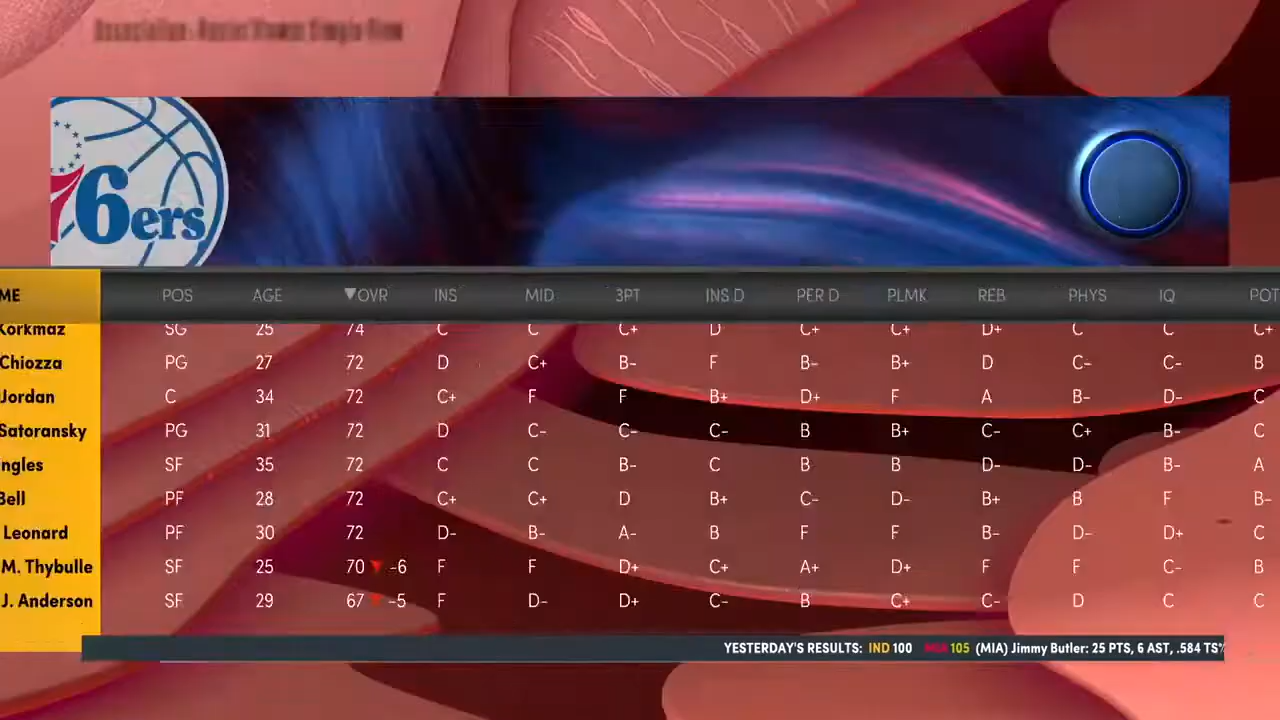 76ers
ME POS AGE ▼OVR INS MID 3PT INS D PER D PLMK REB PHYS IQ POT
Korkmaz SG 25 74 C C C+ D C+ C+ D+ C C C+
Chiozza PG 27 72 D C+ B- F B- B+ D C- C- B
Jordan C 34 72 C+ F F B+ D+ F A B- D- C
Satoransky PG 31 72 D C- C- C- B B+ C- C+ B- C
ngles SF 35 72 C C B- C B B D- D- B- A
Bell PF 28 72 C+ C+ D B+ C- D- B+ B F B-
Leonard PF 30 72 D- B- A- B F F B- D- D+ C
M. Thybulle SF 25 70 ▼ -6 F F D+ C+ A+ D+ F F C- B
J. Anderson SF 29 67 ▼ -5 F D- D+ C- B C+ C- D C C
YESTERDAY'S RESULTS: IND 100 MIA 105 (MIA) Jimmy Butler: 25 PTS, 6 AST, .584 TS%